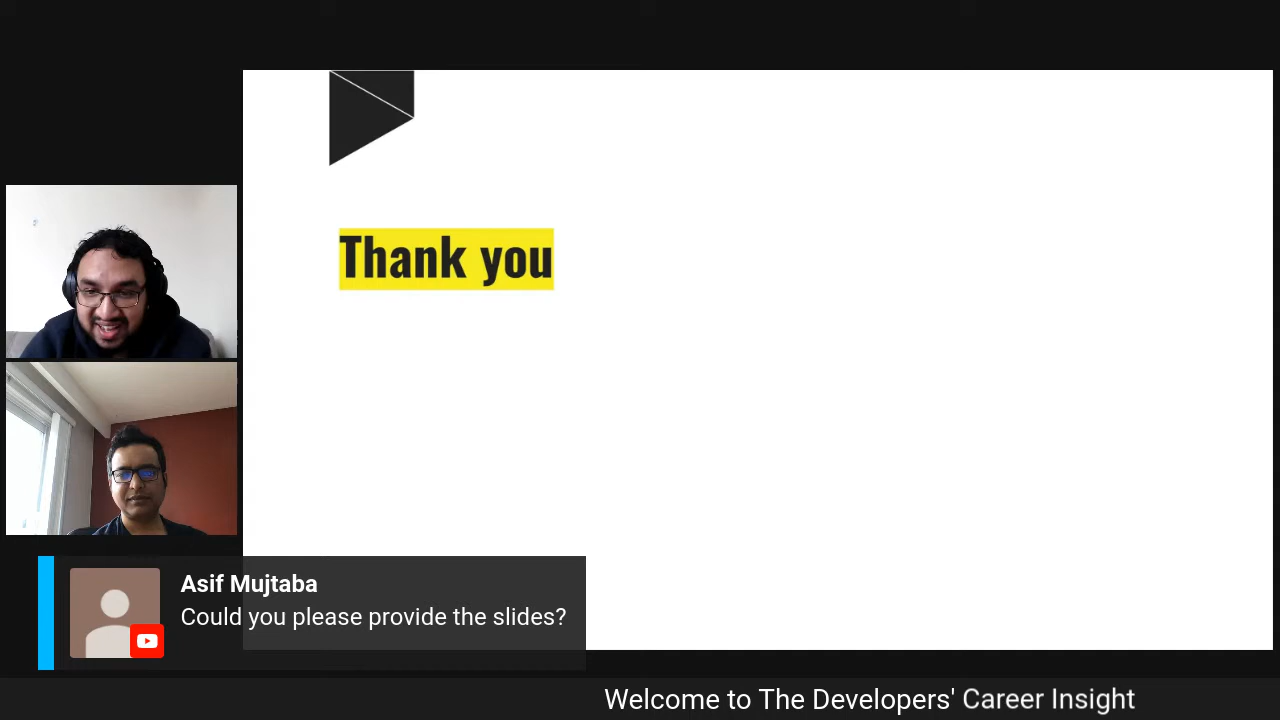 Thank you
Asif Mujtaba
Could you please provide the slides?
Welcome to The Developers' Career Insight